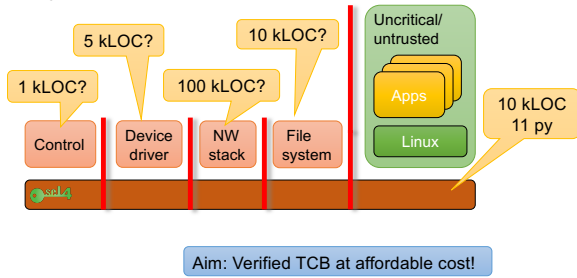 Uncritical/
untrusted
5 kLOC?
10 kLOC?
1 kLOC?
100 kLOC?
Apps
10 kLOC
11 py
Control
Device
driver
NW
stack
File
system
Linux
seL4
Aim: Verified TCB at affordable cost!